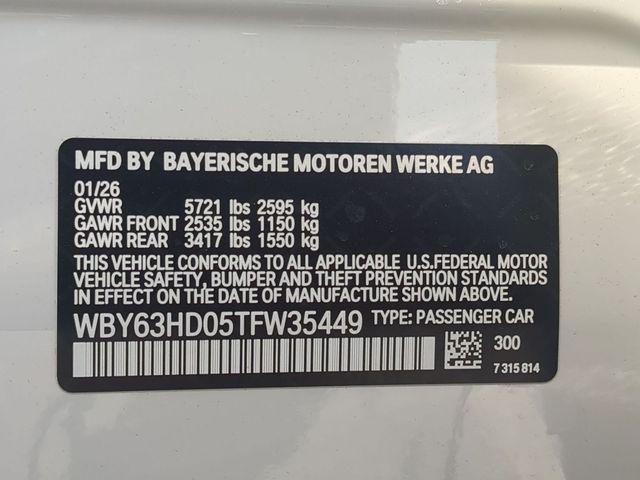 MFD BY BAYERISCHE MOTOREN WERKE AG
01/26
GVWR 5721 lbs 2595 kg
GAWR FRONT 2535 lbs 1150 kg
GAWR REAR 3417 lbs 1550 kg
THIS VEHICLE CONFORMS TO ALL APPLICABLE U.S.FEDERAL MOTOR
VEHICLE SAFETY, BUMPER AND THEFT PREVENTION STANDARDS
IN EFFECT ON THE DATE OF MANUFACTURE SHOWN ABOVE.
WBY63HD05TFW35449 TYPE: PASSENGER CAR
300
7 315 814